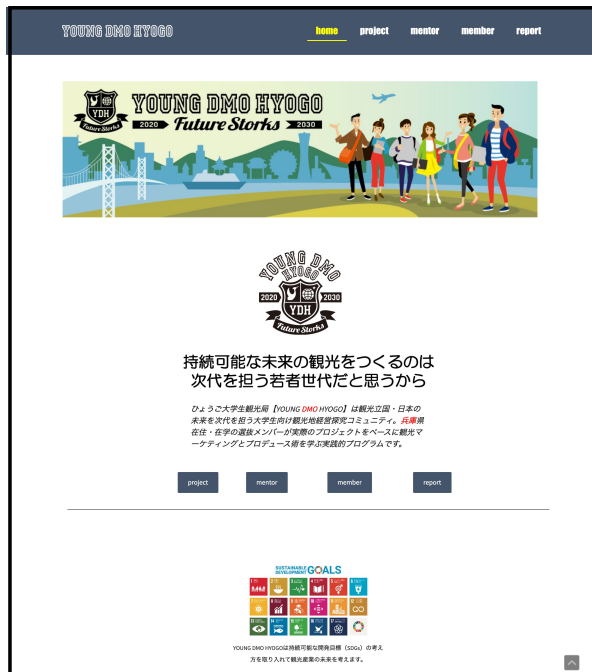 YOUNG DMO HYOGO
home project mentor member report
YDH
Future Storks
YOUNG DMO HYOGO
2020 Future Storks 2030
YOUNG DMO
HYOGO
2020 2030
YDH
Future Storks
持続可能な未来の観光をつくるのは
次代を担う若者世代だと思うから
ひょうご大学生観光局【YOUNG DMO HYOGO】は観光立国・日本の
未来を次代を担う大学生向け観光地経営探究コミュニティ。兵庫県
在住・在学の選抜メンバーが実際のプロジェクトをベースに観光マ
ーケティングとプロデュース術を学ぶ実践的プログラムです。
project mentor member report
SUSTAINABLE
DEVELOPMENT GOALS
YOUNG DMO HYOGOは持続可能な開発目標（SDGs）の考え
方を取り入れて観光産業の未来を考えます。